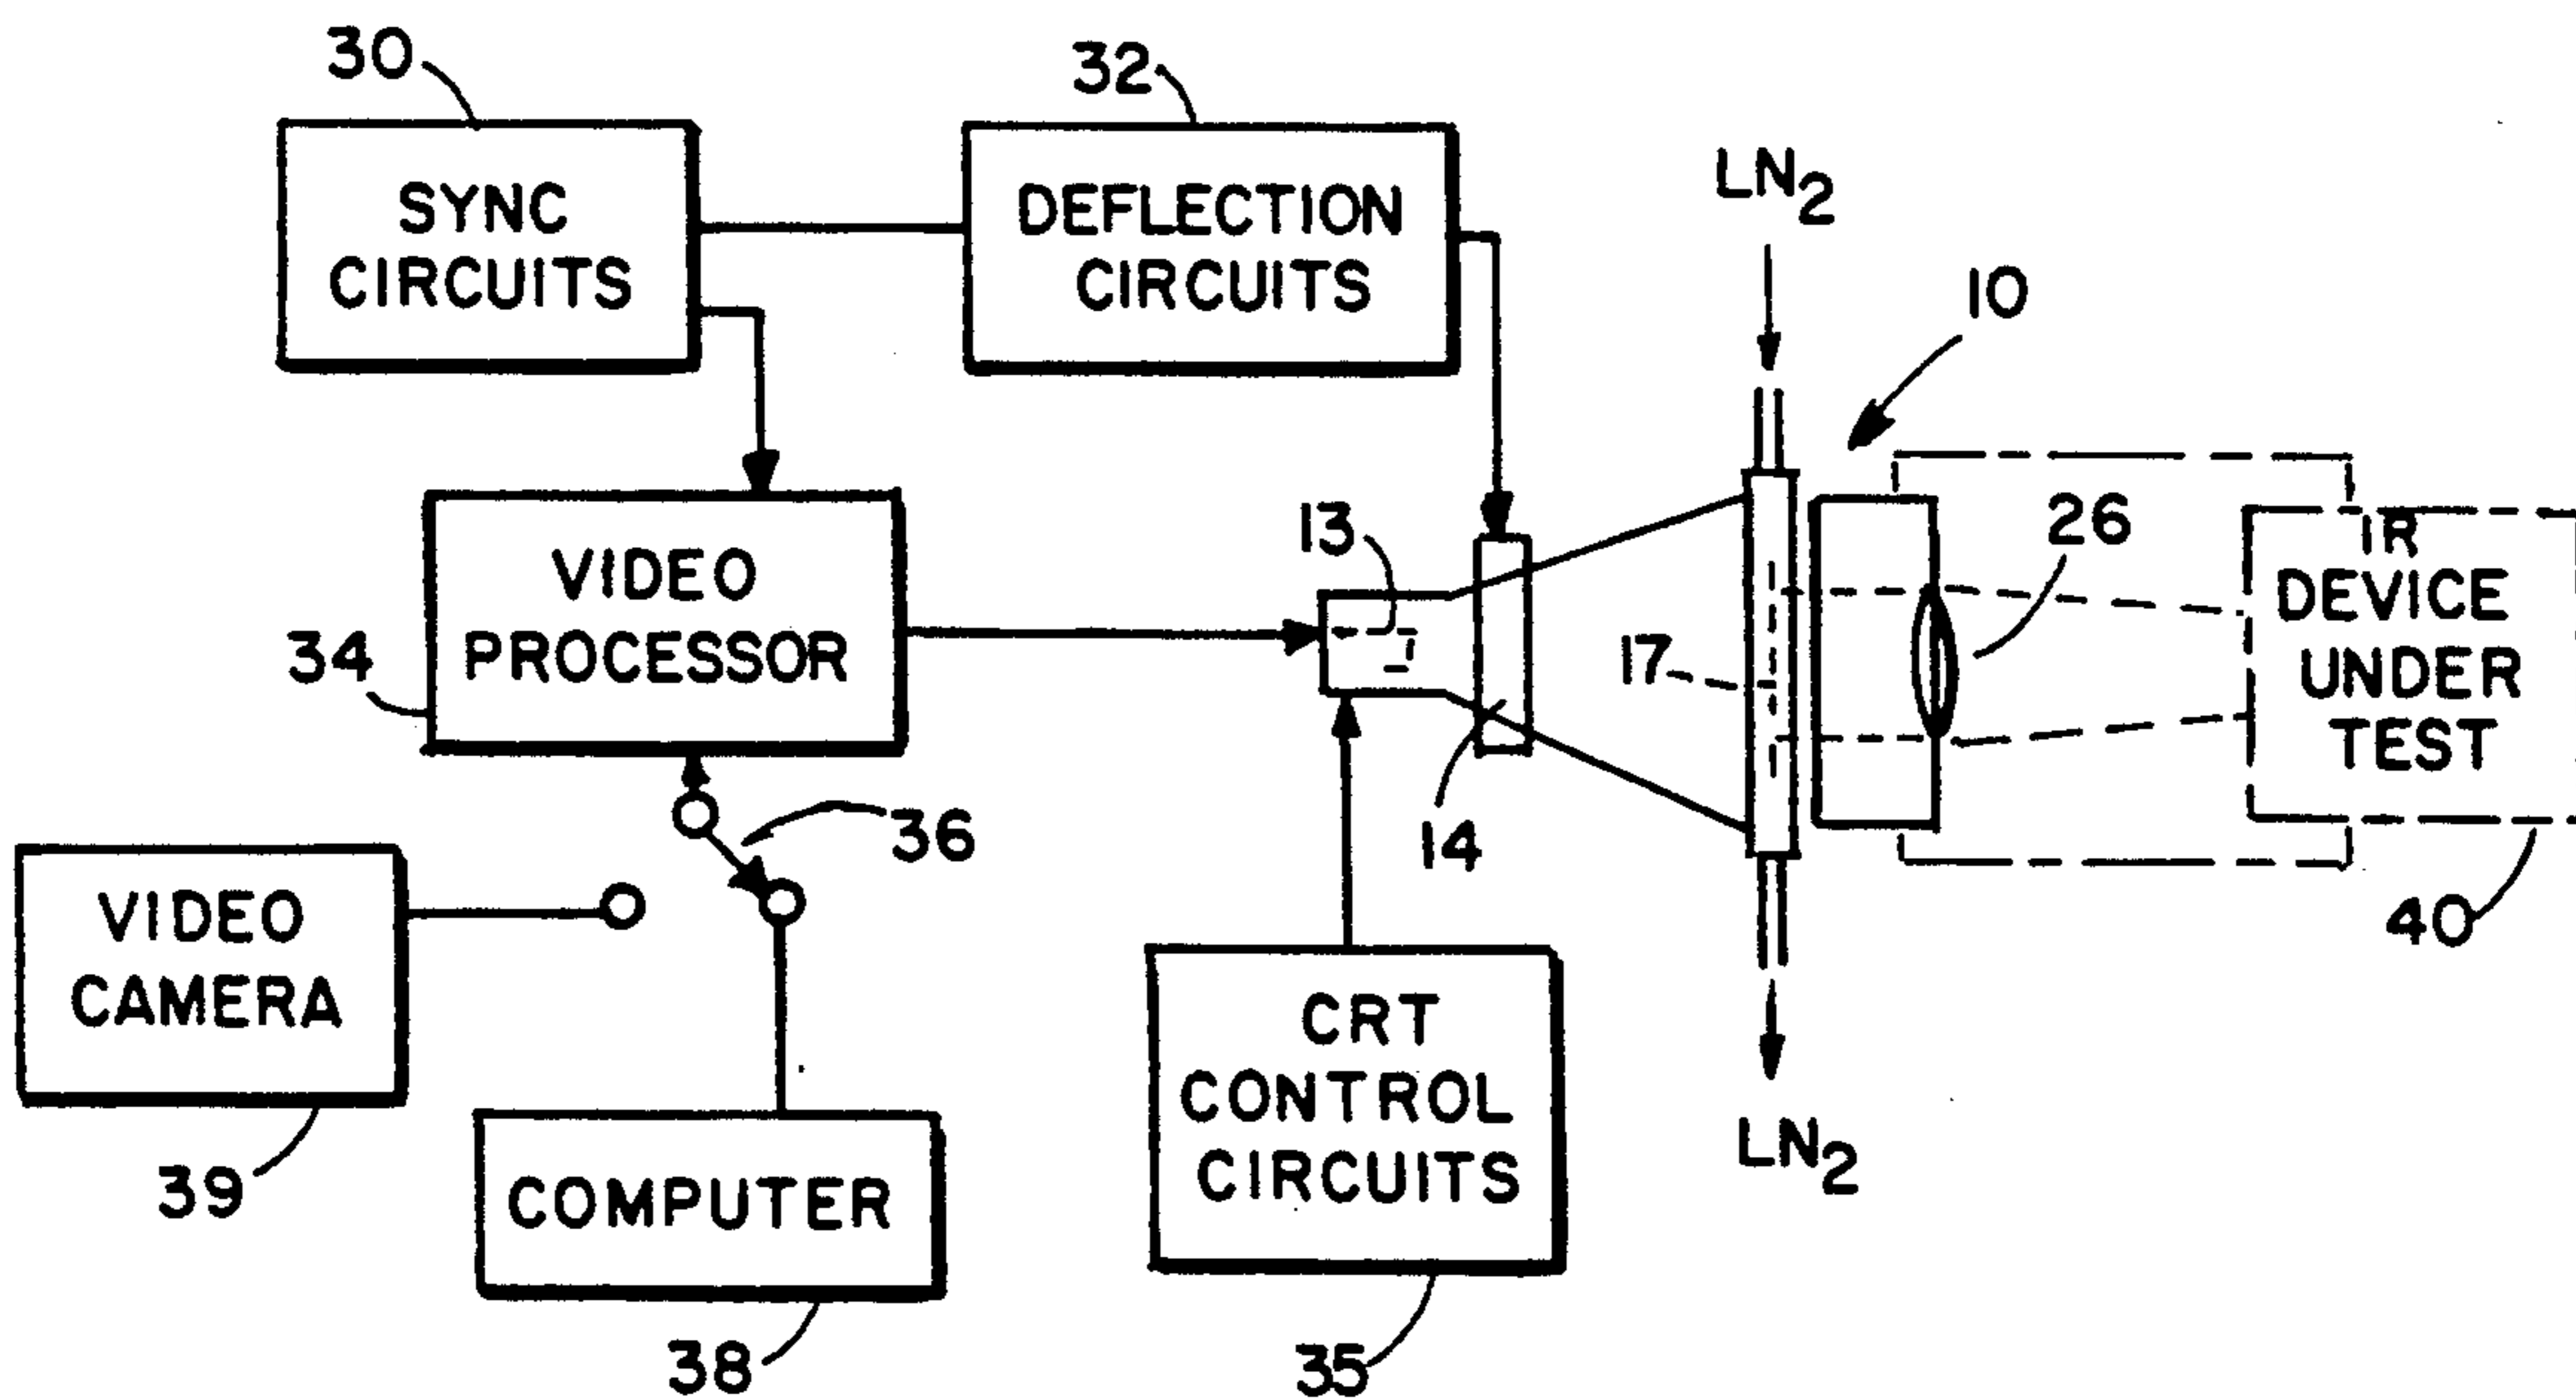 30
SYNC
CIRCUITS
32
DEFLECTION
CIRCUITS
LN2
10
34
VIDEO
PROCESSOR
13
14
17
26
IR
DEVICE
UNDER
TEST
40
36
VIDEO
CAMERA
39
COMPUTER
38
CRT
CONTROL
CIRCUITS
35
LN2